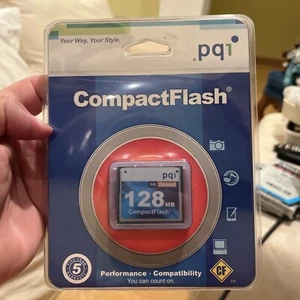 Your Way, Your Style.
pqi
CompactFlash®
pqi
Hi-Speed
128MB
CompactFlash
5
Performance · Compatibility
You can count on.
CF
TM